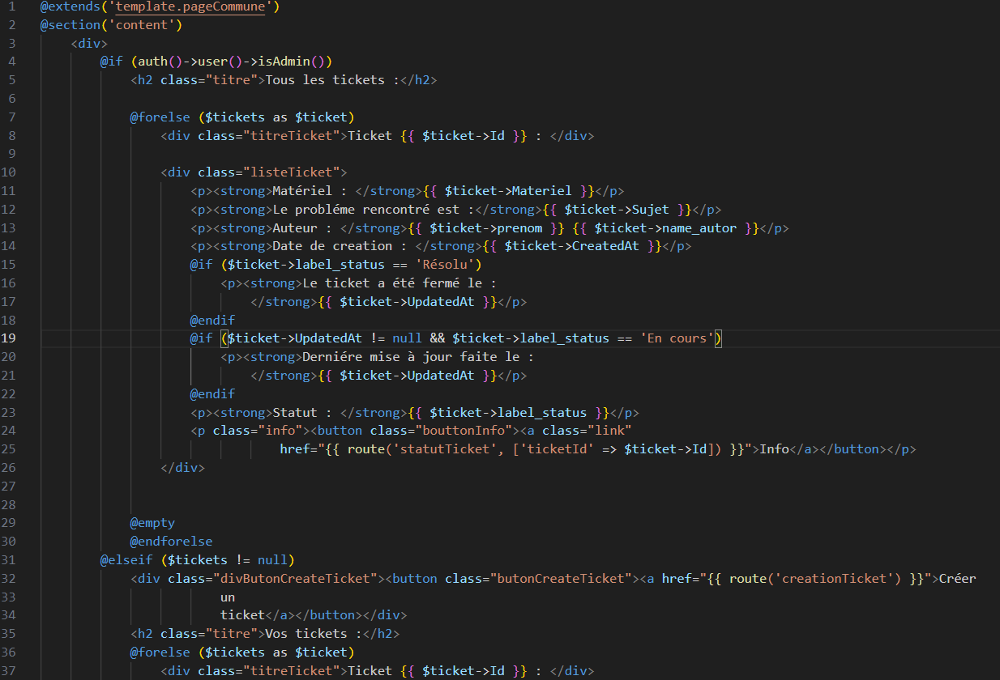 1 @extends('template.pageCommune')
2 @section('content')
3 <div>
4 @if (auth()->user()->isAdmin())
5 <h2 class="titre">Tous les tickets :</h2>
6
7 @forelse ($tickets as $ticket)
8 <div class="titreTicket">Ticket {{ $ticket->Id }} : </div>
9
10 <div class="listeTicket">
11 <p><strong>Matériel : </strong>{{ $ticket->Materiel }}</p>
12 <p><strong>Le probléme rencontré est :</strong>{{ $ticket->Sujet }}</p>
13 <p><strong>Auteur : </strong>{{ $ticket->prenom }} {{ $ticket->name_autor }}</p>
14 <p><strong>Date de creation : </strong>{{ $ticket->CreatedAt }}</p>
15 @if ($ticket->label_status == 'Résolu')
16 <p><strong>Le ticket a été fermé le :
17 </strong>{{ $ticket->UpdatedAt }}</p>
18 @endif
19 @if ($ticket->UpdatedAt != null && $ticket->label_status == 'En cours')
20 <p><strong>Derniére mise à jour faite le :
21 </strong>{{ $ticket->UpdatedAt }}</p>
22 @endif
23 <p><strong>Statut : </strong>{{ $ticket->label_status }}</p>
24 <p class="info"><button class="bouttonInfo"><a class="link"
25 href="{{ route('statutTicket', ['ticketId' => $ticket->Id]) }}">Info</a></button></p>
26 </div>
27
28
29 @empty
30 @endforelse
31 @elseif ($tickets != null)
32 <div class="divButonCreateTicket"><button class="butonCreateTicket"><a href="{{ route('creationTicket') }}">Créer
33 un
34 ticket</a></button></div>
35 <h2 class="titre">Vos tickets :</h2>
36 @forelse ($tickets as $ticket)
37 <div class="titreTicket">Ticket {{ $ticket->Id }} : </div>